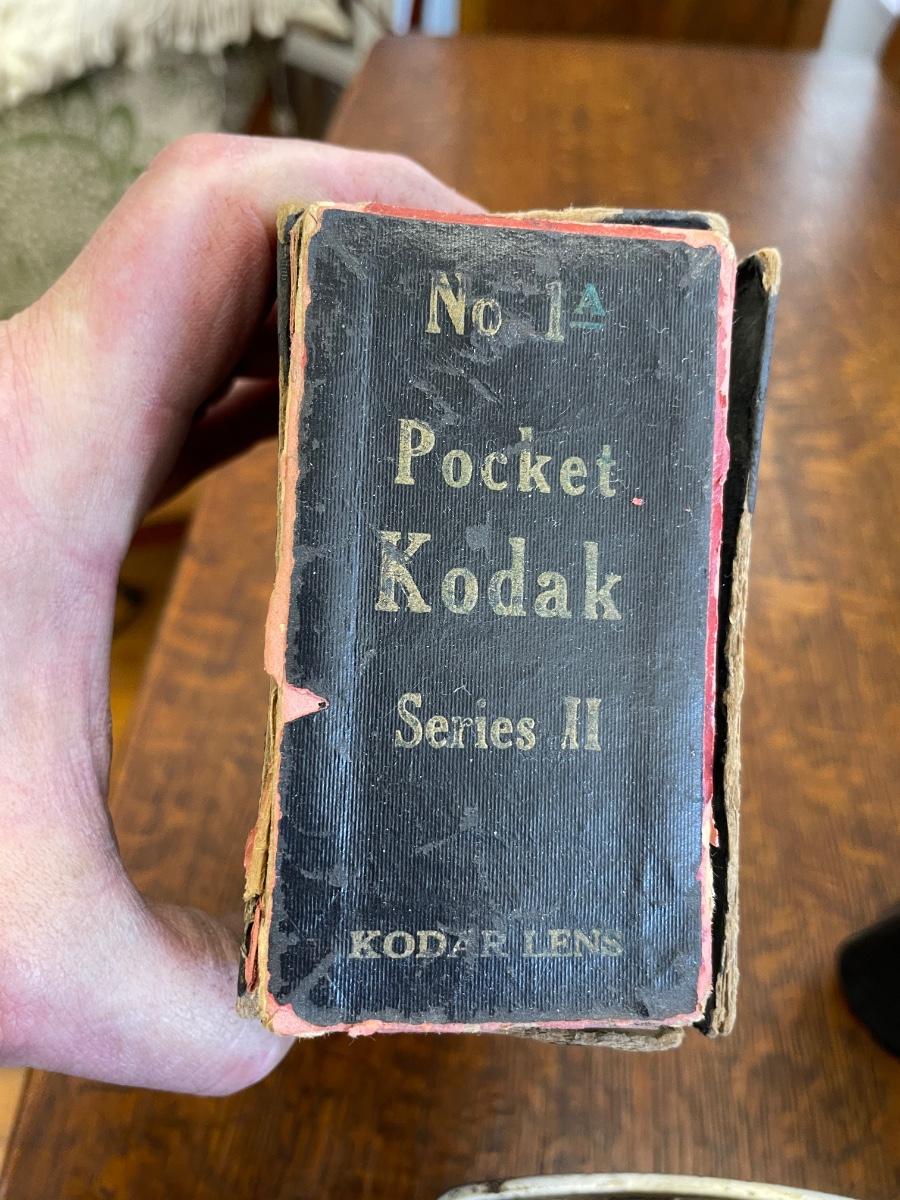 No 1A
Pocket
Kodak
Series II
KODAR LENS